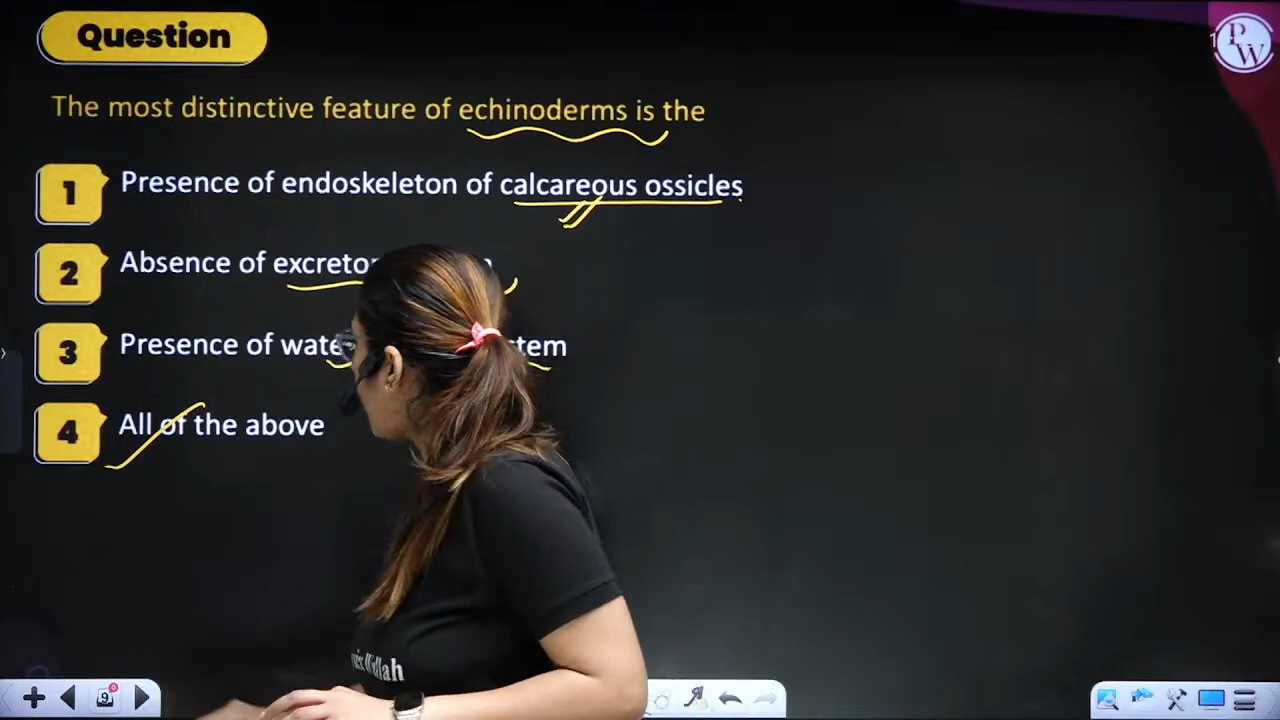 Question
PW
The most distinctive feature of echinoderms is the
1 Presence of endoskeleton of calcareous ossicles
2 Absence of
3 Presence of
4 All of the above
9